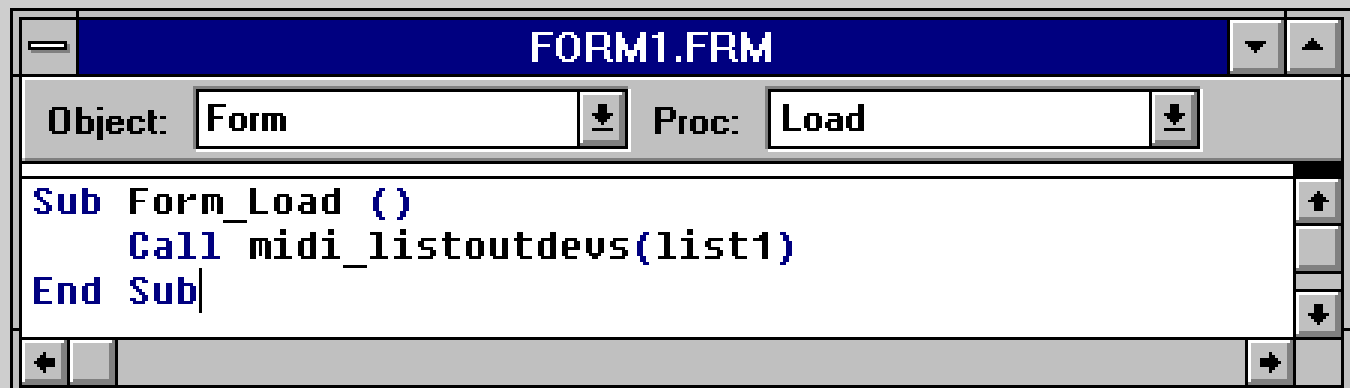 FORM1.FRM
Object: Form Proc: Load
Sub Form_Load ()
    Call midi_listoutdevs(list1)
End Sub